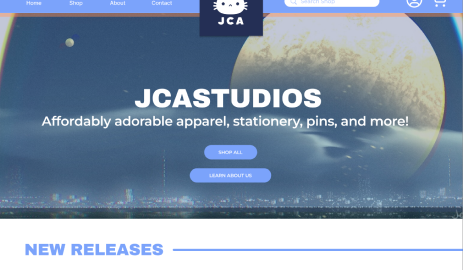 Home
Shop
About
Contact
Search Shop
JCA
JCASTUDIOS
Affordably adorable apparel, stationery, pins, and more!
SHOP ALL
LEARN ABOUT US
NEW RELEASES